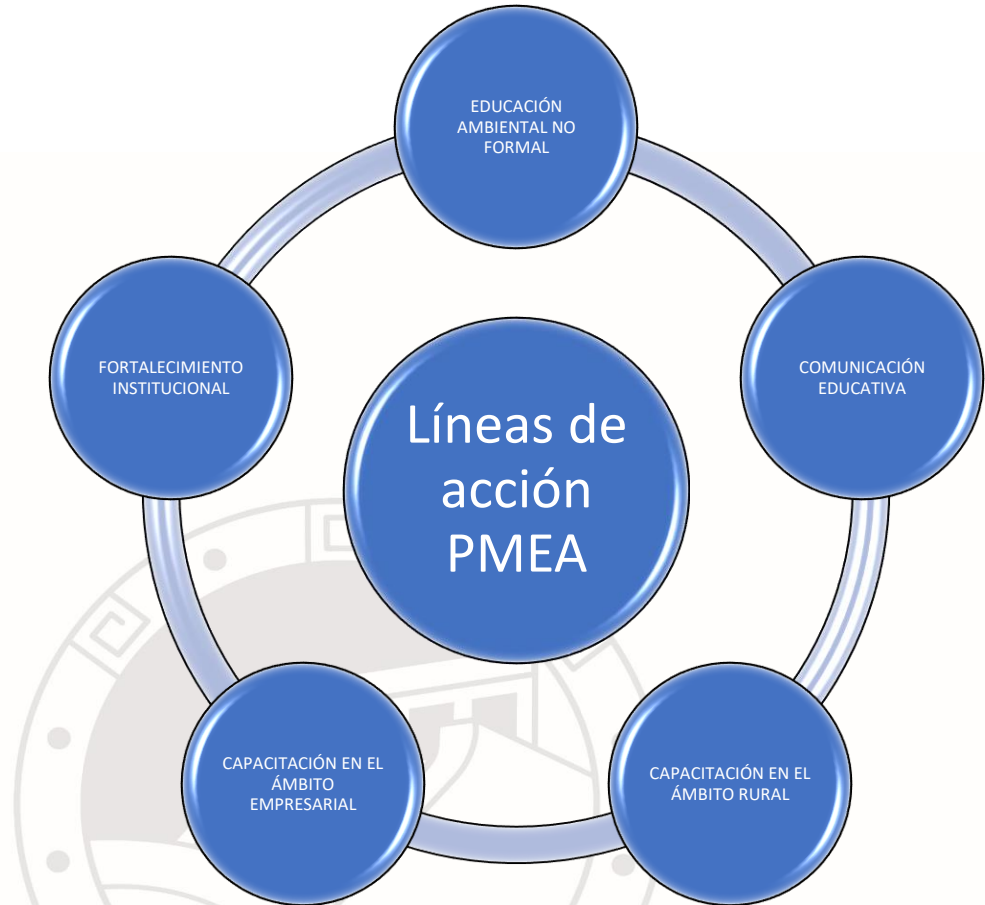 EDUCACIÓN
AMBIENTAL NO
FORMAL
FORTALECIMIENTO
INSTITUCIONAL
COMUNICACIÓN
EDUCATIVA
Líneas de
acción
PMEA
CAPACITACIÓN EN EL
ÁMBITO
EMPRESARIAL
CAPACITACIÓN EN EL
ÁMBITO RURAL